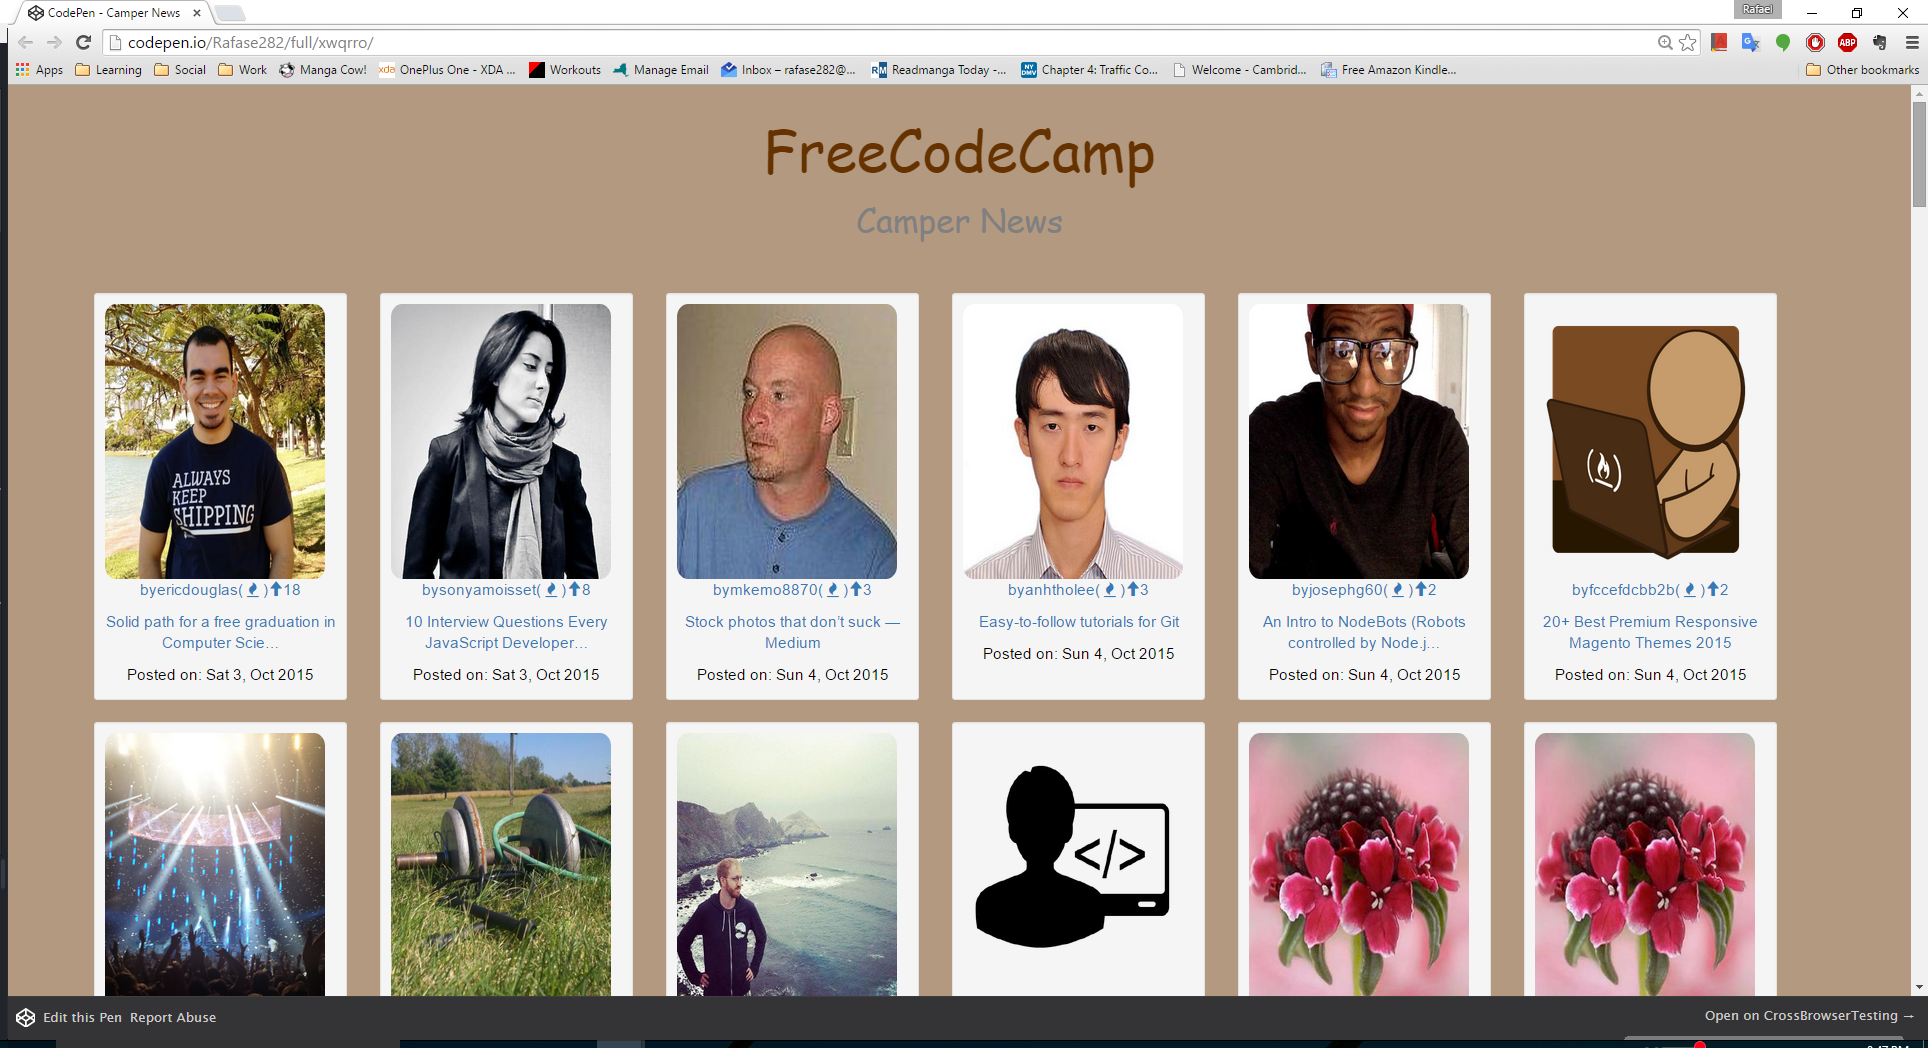 CodePen - Camper News
Rafael
codepen.io/Rafase282/full/xwqrro/
Apps Learning Social Work Manga Cow! xda OnePlus One - XDA ... Workouts Manage Email Inbox – rafase282@... RM Readmanga Today -... NY DMV Chapter 4: Traffic Co... Welcome - Cambrid... Free Amazon Kindle... Other bookmarks
ABP
FreeCodeCamp
Camper News
ALWAYS
KEEP
SHIPPING
byericdouglas( )18
Solid path for a free graduation in
Computer Scie...
Posted on: Sat 3, Oct 2015
bysonyamoisset( )8
10 Interview Questions Every
JavaScript Developer...
Posted on: Sat 3, Oct 2015
bymkemo8870( )3
Stock photos that don’t suck —
Medium
Posted on: Sun 4, Oct 2015
byanhtholee( )3
Easy-to-follow tutorials for Git
Posted on: Sun 4, Oct 2015
byjosephg60( )2
An Intro to NodeBots (Robots
controlled by Node.j...
Posted on: Sun 4, Oct 2015
byfccefdcbb2b( )2
20+ Best Premium Responsive
Magento Themes 2015
Posted on: Sun 4, Oct 2015
</>
Edit this Pen Report Abuse
Open on CrossBrowserTesting →